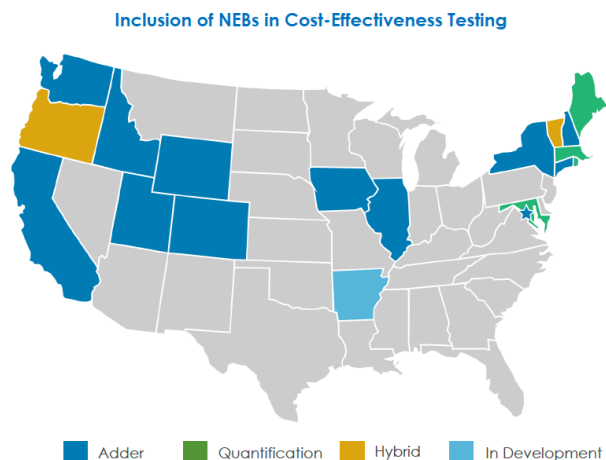 Inclusion of NEBs in Cost-Effectiveness Testing
Adder Quantification Hybrid In Development